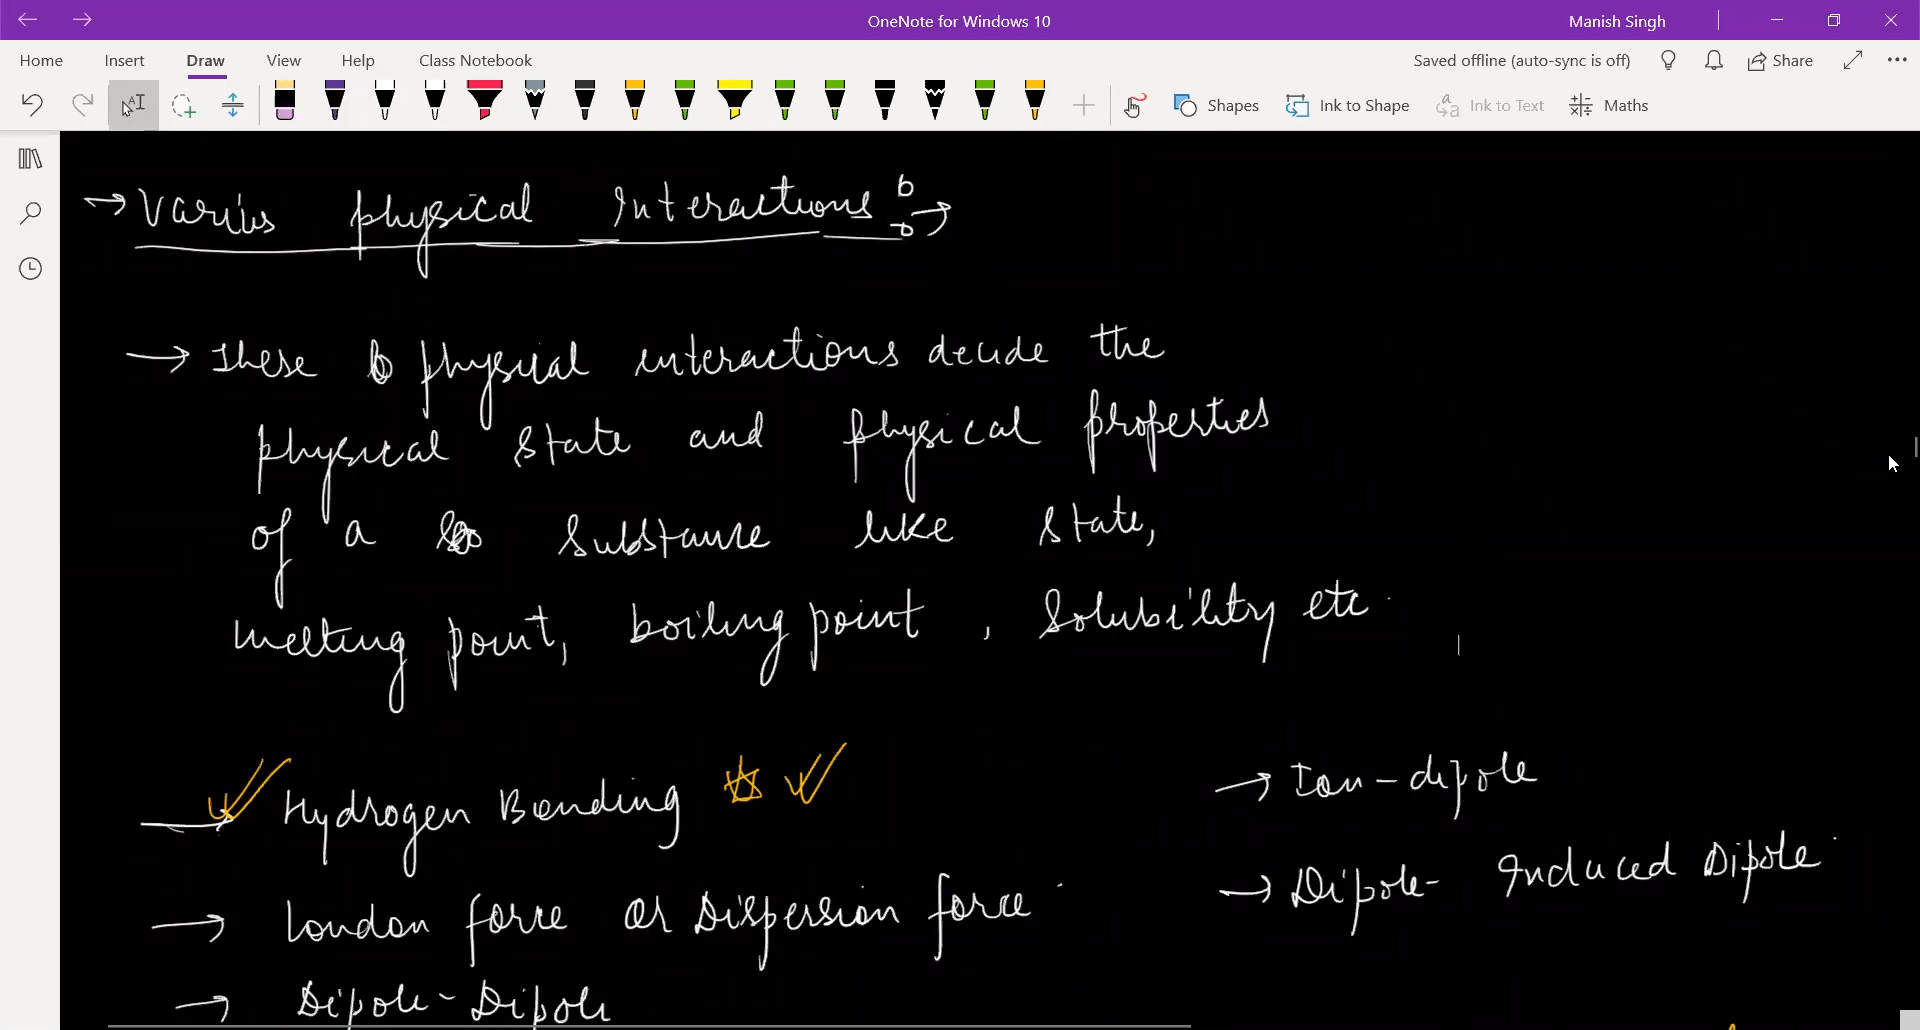 OneNote for Windows 10
Manish Singh
Home Insert Draw View Help Class Notebook
Saved offline (auto-sync is off) Share
Shapes Ink to Shape Ink to Text Maths
→ Various physical Interactions →
→ These physical interactions decide the
physical state and physical properties
of a substance like state,
melting point, boiling point, Solubility etc.
→ Hydrogen Bonding
→ London force or Dispersion force
→ Dipole-Dipole
→ Ion-dipole
→ Dipole- Induced Dipole